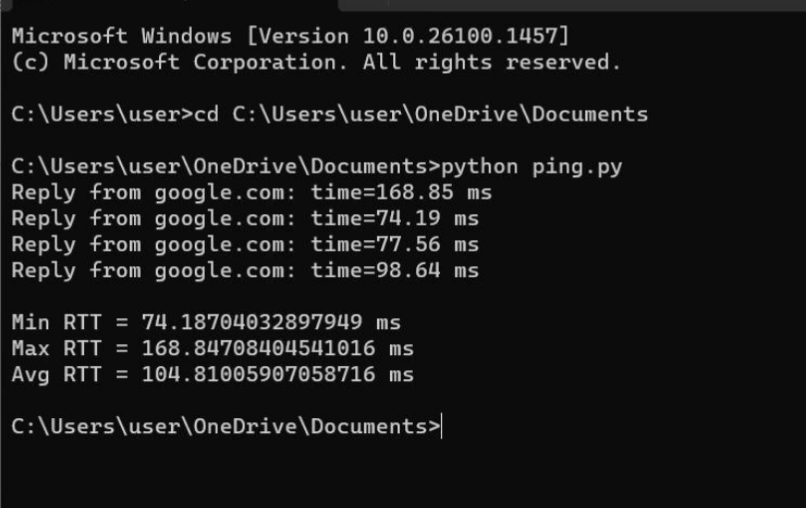 Microsoft Windows [Version 10.0.26100.1457]
(c) Microsoft Corporation. All rights reserved.
C:\Users\user>cd C:\Users\user\OneDrive\Documents
C:\Users\user\OneDrive\Documents>python ping.py
Reply from google.com: time=168.85 ms
Reply from google.com: time=74.19 ms
Reply from google.com: time=77.56 ms
Reply from google.com: time=98.64 ms
Min RTT = 74.18704032897949 ms
Max RTT = 168.84708404541016 ms
Avg RTT = 104.81005907058716 ms
C:\Users\user\OneDrive\Documents>